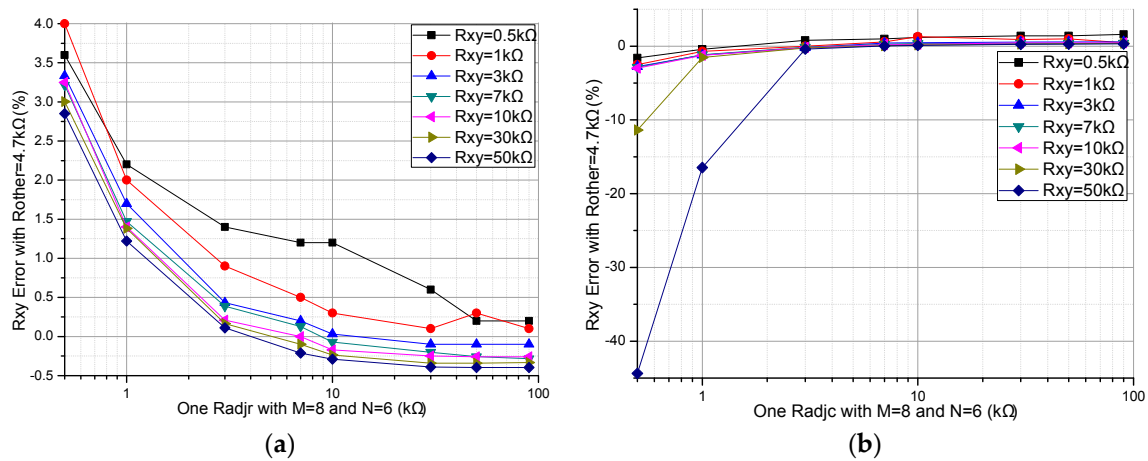 4.0
3.5
3.0
2.5
2.0
1.5
1.0
0.5
0.0
-0.5
Rxy Error with Rother=4.7kΩ (%)
Rxy=0.5kΩ
Rxy=1kΩ
Rxy=3kΩ
Rxy=7kΩ
Rxy=10kΩ
Rxy=30kΩ
Rxy=50kΩ
1
10
100
One Radjr with M=8 and N=6 (kΩ)
(a)
0
-10
-20
-30
-40
Rxy Error with Rother=4.7kΩ (%)
Rxy=0.5kΩ
Rxy=1kΩ
Rxy=3kΩ
Rxy=7kΩ
Rxy=10kΩ
Rxy=30kΩ
Rxy=50kΩ
1
10
100
One Radjc with M=8 and N=6 (kΩ)
(b)